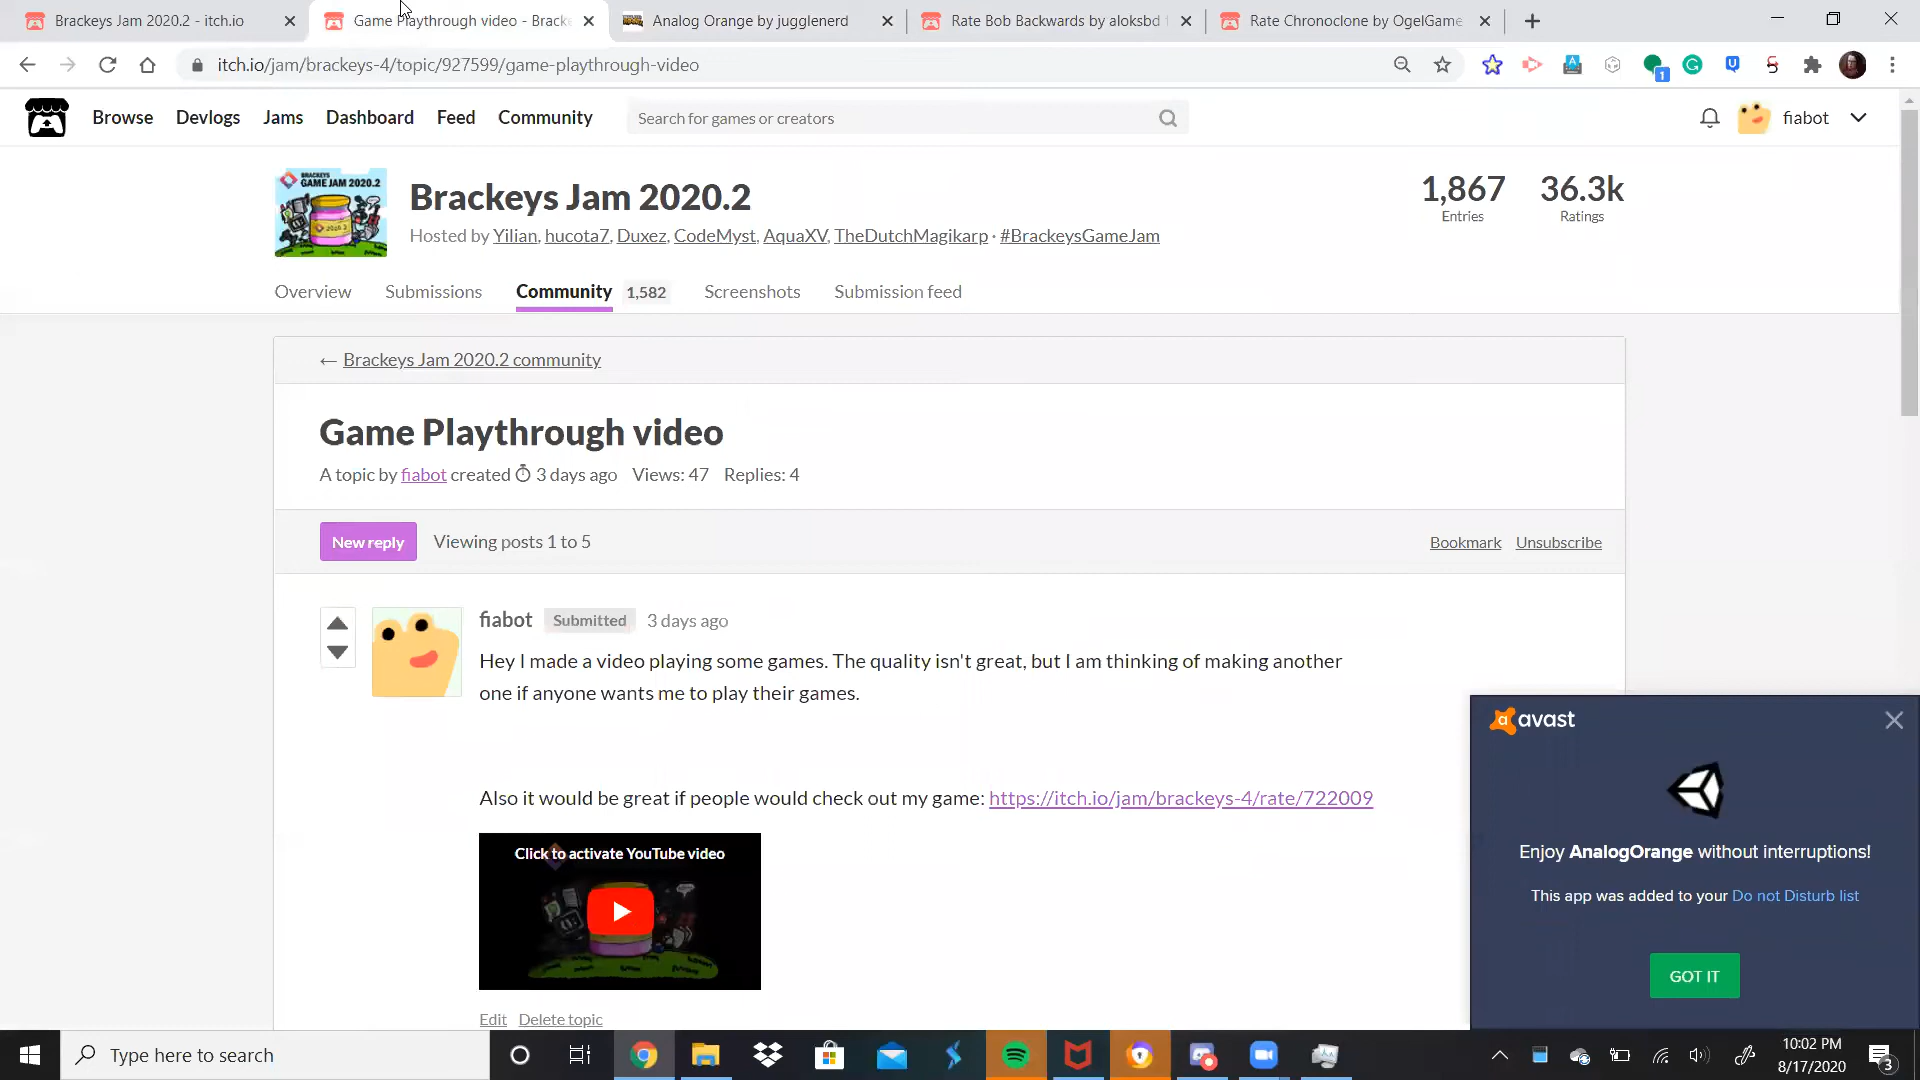 Brackeys Jam 2020.2 - itch.io
Game Playthrough video - Bracke
Analog Orange by jugglenerd
Rate Bob Backwards by aloksbd f
Rate Chronoclone by OgelGame
itch.io/jam/brackeys-4/topic/927599/game-playthrough-video
Browse Devlogs Jams Dashboard Feed Community
Search for games or creators
fiabot
BRACKEYS
GAME JAM 2020.2
Brackeys Jam 2020.2
Hosted by Yilian, hucota7, Duxez, CodeMyst, AquaXV, TheDutchMagikarp · #BrackeysGameJam
1,867
Entries
36.3k
Ratings
Overview Submissions Community 1,582 Screenshots Submission feed
← Brackeys Jam 2020.2 community
Game Playthrough video
A topic by fiabot created 3 days ago Views: 47 Replies: 4
New reply Viewing posts 1 to 5 Bookmark Unsubscribe
fiabot Submitted 3 days ago
Hey I made a video playing some games. The quality isn't great, but I am thinking of making another
one if anyone wants me to play their games.
Also it would be great if people would check out my game: https://itch.io/jam/brackeys-4/rate/722009
Click to activate YouTube video
Edit Delete topic
avast
Enjoy AnalogOrange without interruptions!
This app was added to your Do not Disturb list
GOT IT
Type here to search
10:02 PM
8/17/2020
3